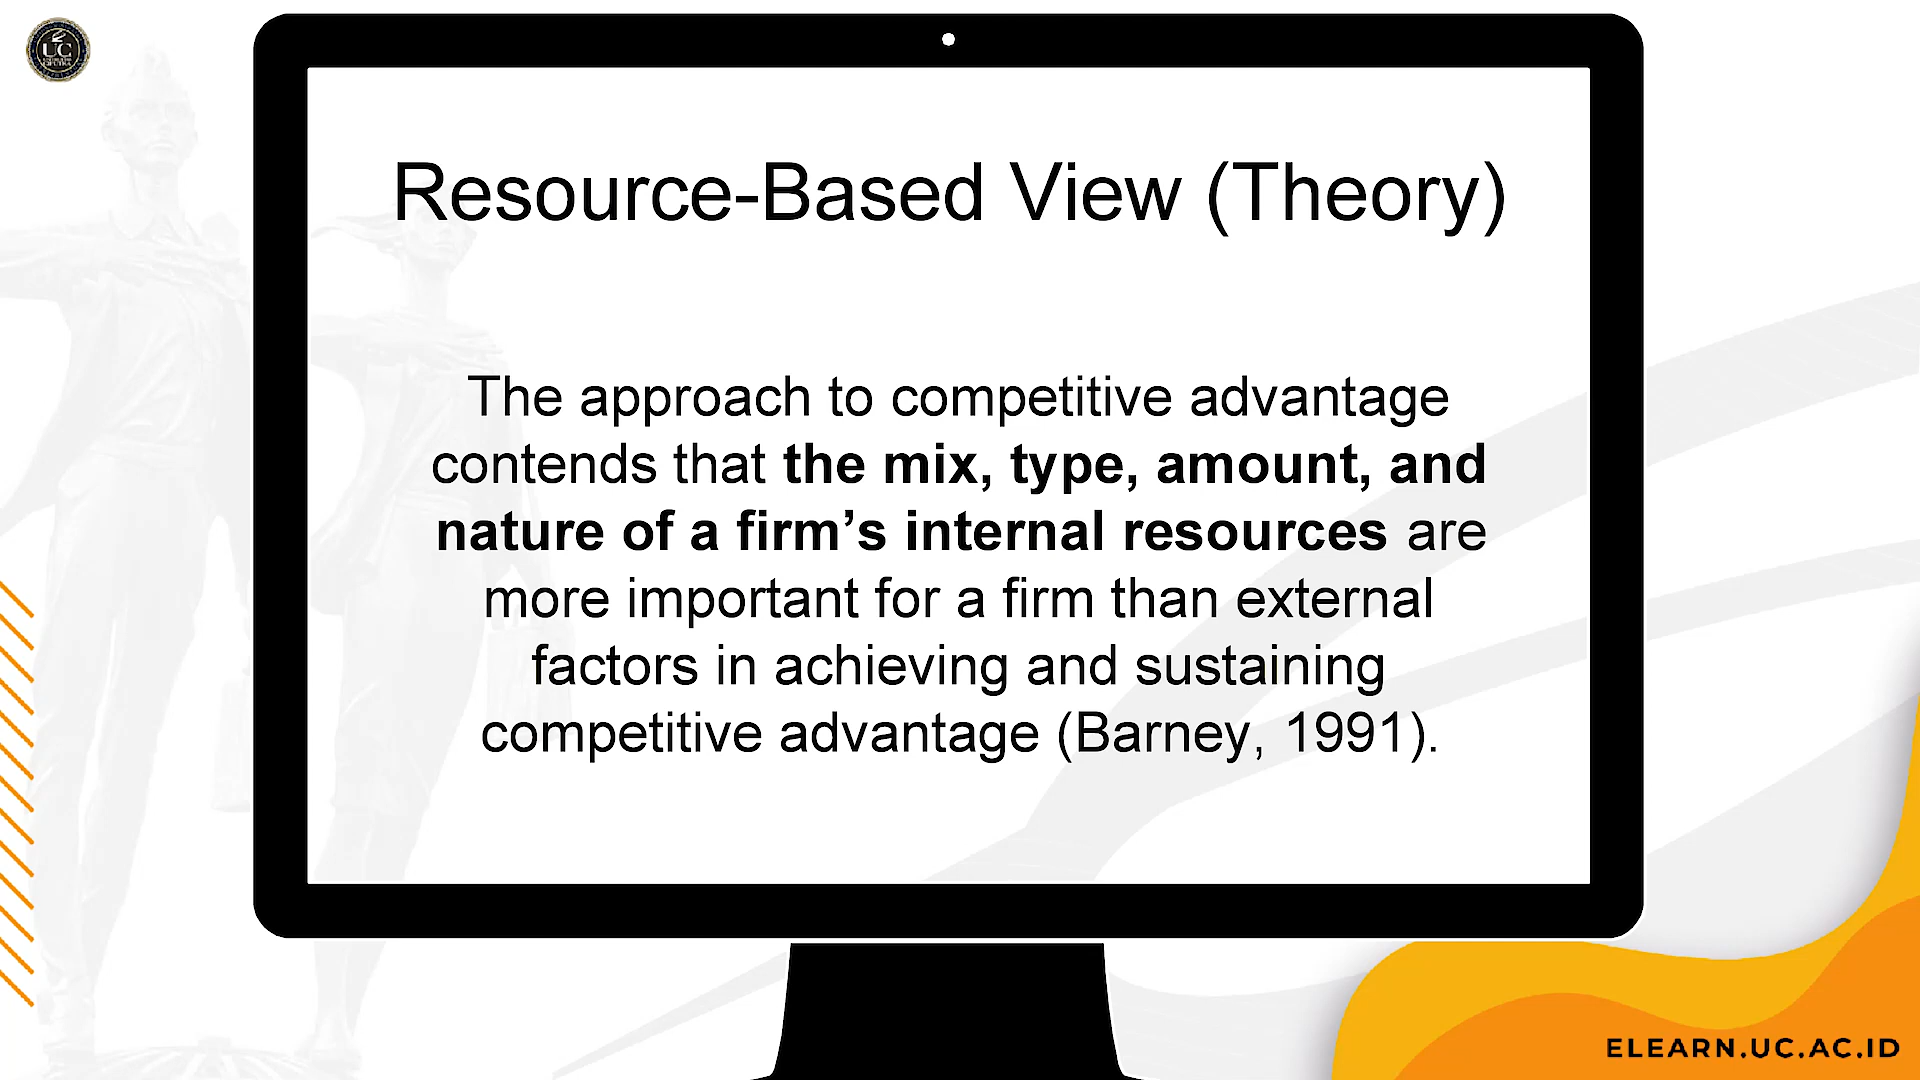 UC
Resource-Based View (Theory)
The approach to competitive advantage
contends that the mix, type, amount, and
nature of a firm’s internal resources are
more important for a firm than external
factors in achieving and sustaining
competitive advantage (Barney, 1991).
ELEARN.UC.AC.ID